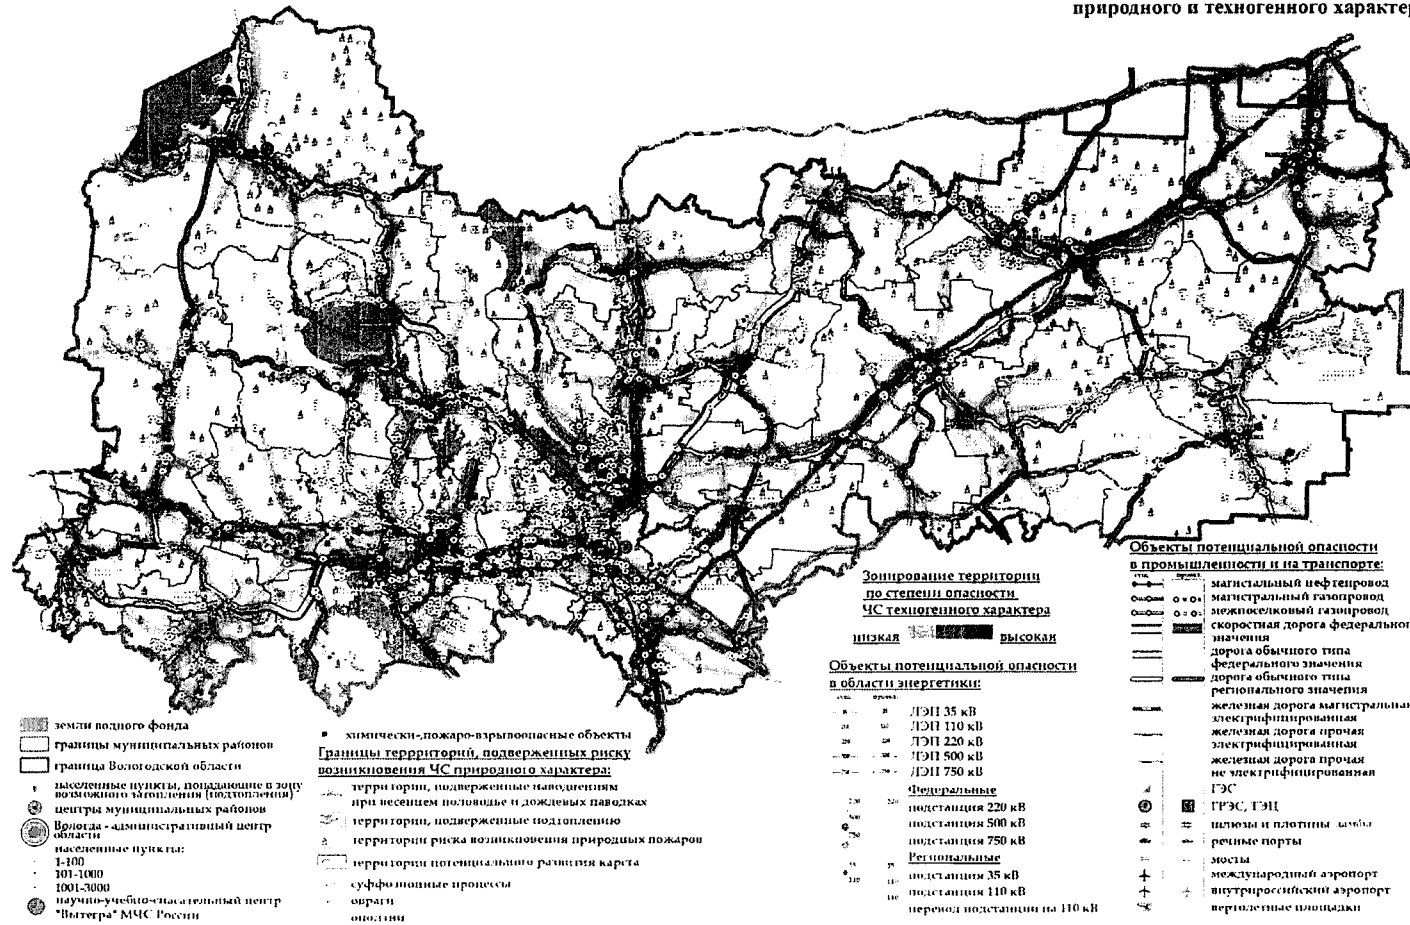 природного и техногенного характер
земли водного фонда
границы муниципальных районов
граница Вологодской области
населенные пункты, попадающие в зону
возможного затопления (подтопления)
центры муниципальных районов
Вологда - административный центр
области
населенные пункты:
1-100
101-1000
1001-3000
научно-учебно-спасательный центр
"Вытегра" МЧС России
химически-,пожаро-взрывоопасные объекты
Границы террриторий, подверженных риску
возникновения ЧС природного характера:
территории, подверженные наводнениям
при весеннем половодье и дождевых паводках
территории, подверженные подтоплению
территории риска возникновения природных пожаров
территории потенциального развития карста
суффозионные процессы
овраги
оползни
Зонирование территории
по степени опасности
ЧС техногенного характера
низкая высокая
Объекты потенциальной опасности
в области энергетики:
ЛЭП 35 кВ
ЛЭП 110 кВ
ЛЭП 220 кВ
ЛЭП 500 кВ
ЛЭП 750 кВ
Федеральные
подстанция 220 кВ
подстанция 500 кВ
подстанция 750 кВ
Региональные
подстанция 35 кВ
подстанция 110 кВ
перевод подстанции на 110 кВ
Объекты потенциальной опасности
в промышленности и на транспорте:
магистальный нефтепровод
магистральный газопровод
межпоселковый газопровод
скоростная дорога федерального
значения
дорога обычного типа
федерального значения
дорога обычного типа
регионального значения
железная дорога магистральная
электрифицированная
железная дорога прочая
электрифицированная
железная дорога прочая
не электрифицированная
ГЭС
ГРЭС, ТЭЦ
шлюзы и плотины
речные порты
мосты
международный аэропорт
внутрироссийский аэропорт
вертолетные площадки